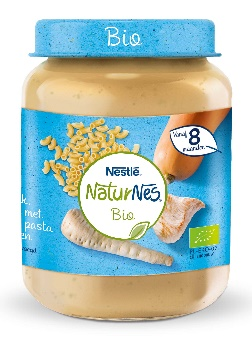 Bio
Vanaf
8
maanden
Nestlé
NaturNes
Bio
met
pasta